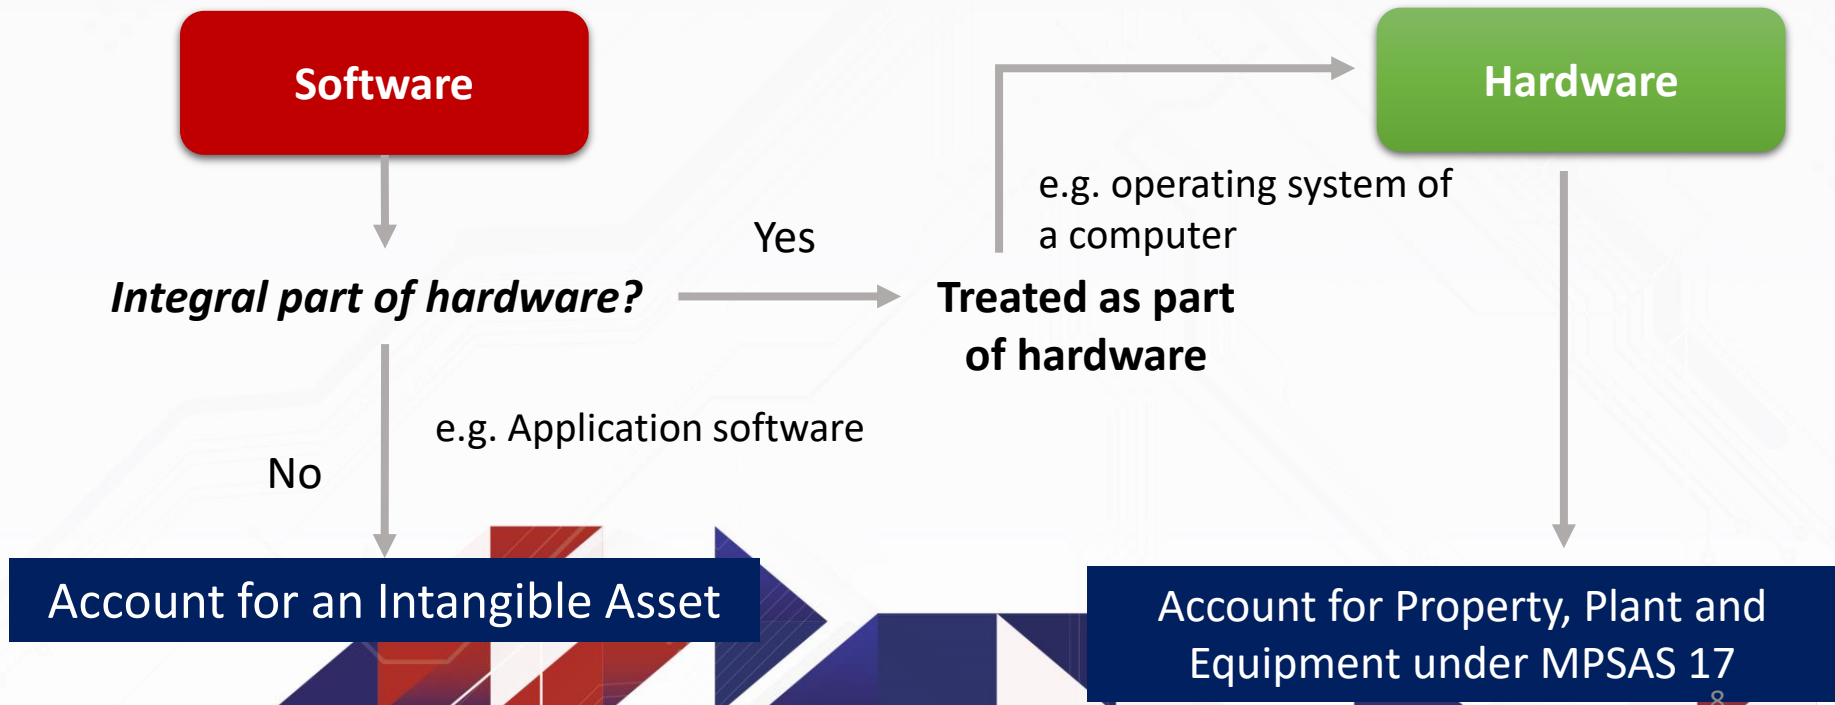 Software
Hardware
e.g. operating system of
a computer
Yes
Integral part of hardware?
Treated as part
of hardware
e.g. Application software
No
Account for an Intangible Asset
Account for Property, Plant and
Equipment under MPSAS 17
8